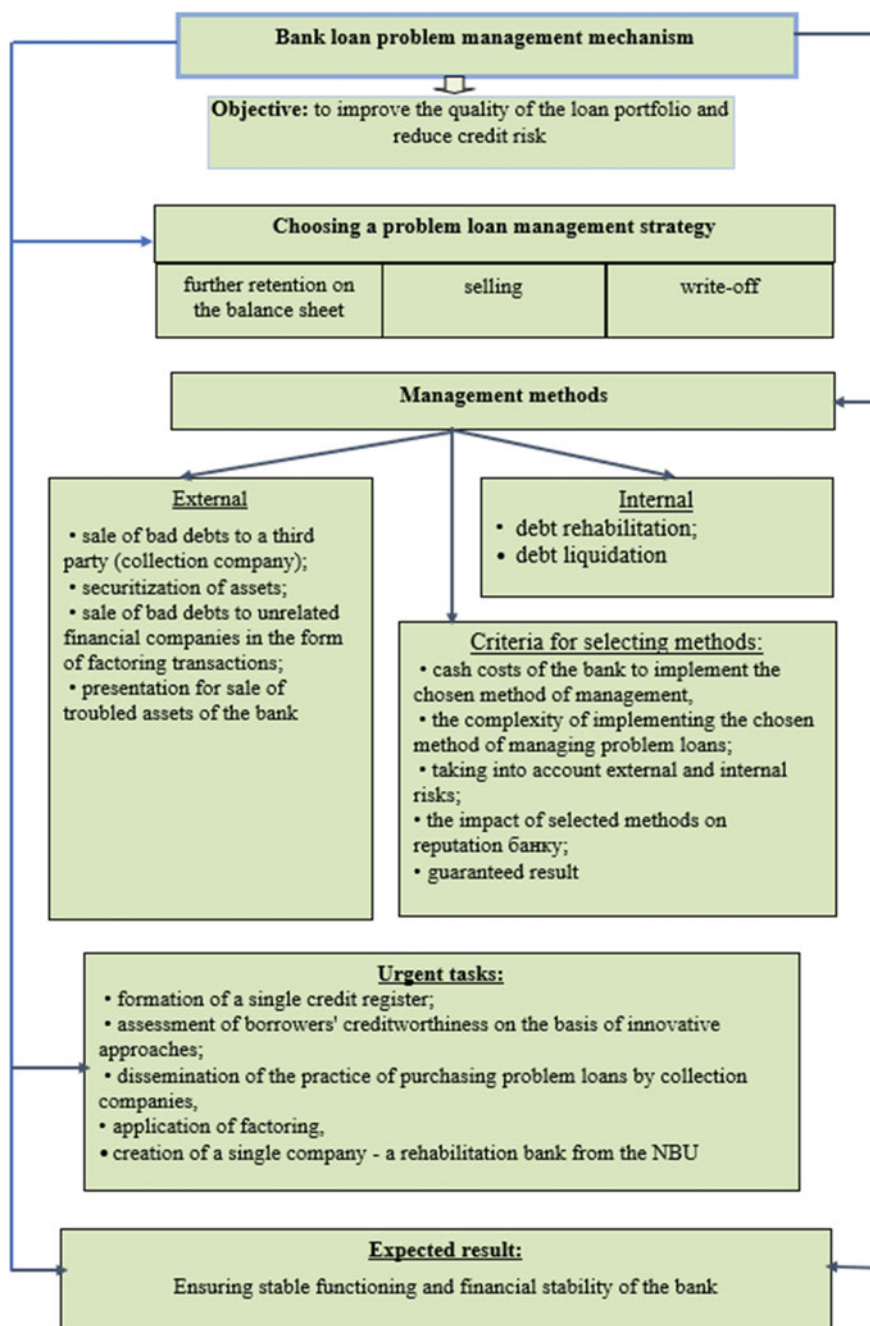 Bank loan problem management mechanism
Objective: to improve the quality of the loan portfolio and
reduce credit risk
Choosing a problem loan management strategy
further retention on
the balance sheet
selling
write-off
Management methods
External
• sale of bad debts to a third
party (collection company);
• securitization of assets;
• sale of bad debts to unrelated
financial companies in the form
of factoring transactions;
• presentation for sale of
troubled assets of the bank
Internal
• debt rehabilitation;
• debt liquidation
Criteria for selecting methods:
• cash costs of the bank to implement the
chosen method of management,
• the complexity of implementing the chosen
method of managing problem loans;
• taking into account external and internal
risks;
• the impact of selected methods on
reputation банку;
• guaranteed result
Urgent tasks:
• formation of a single credit register;
• assessment of borrowers' creditworthiness on the basis of innovative
approaches;
• dissemination of the practice of purchasing problem loans by collection
companies,
• application of factoring,
• creation of a single company - a rehabilitation bank from the NBU
Expected result:
Ensuring stable functioning and financial stability of the bank